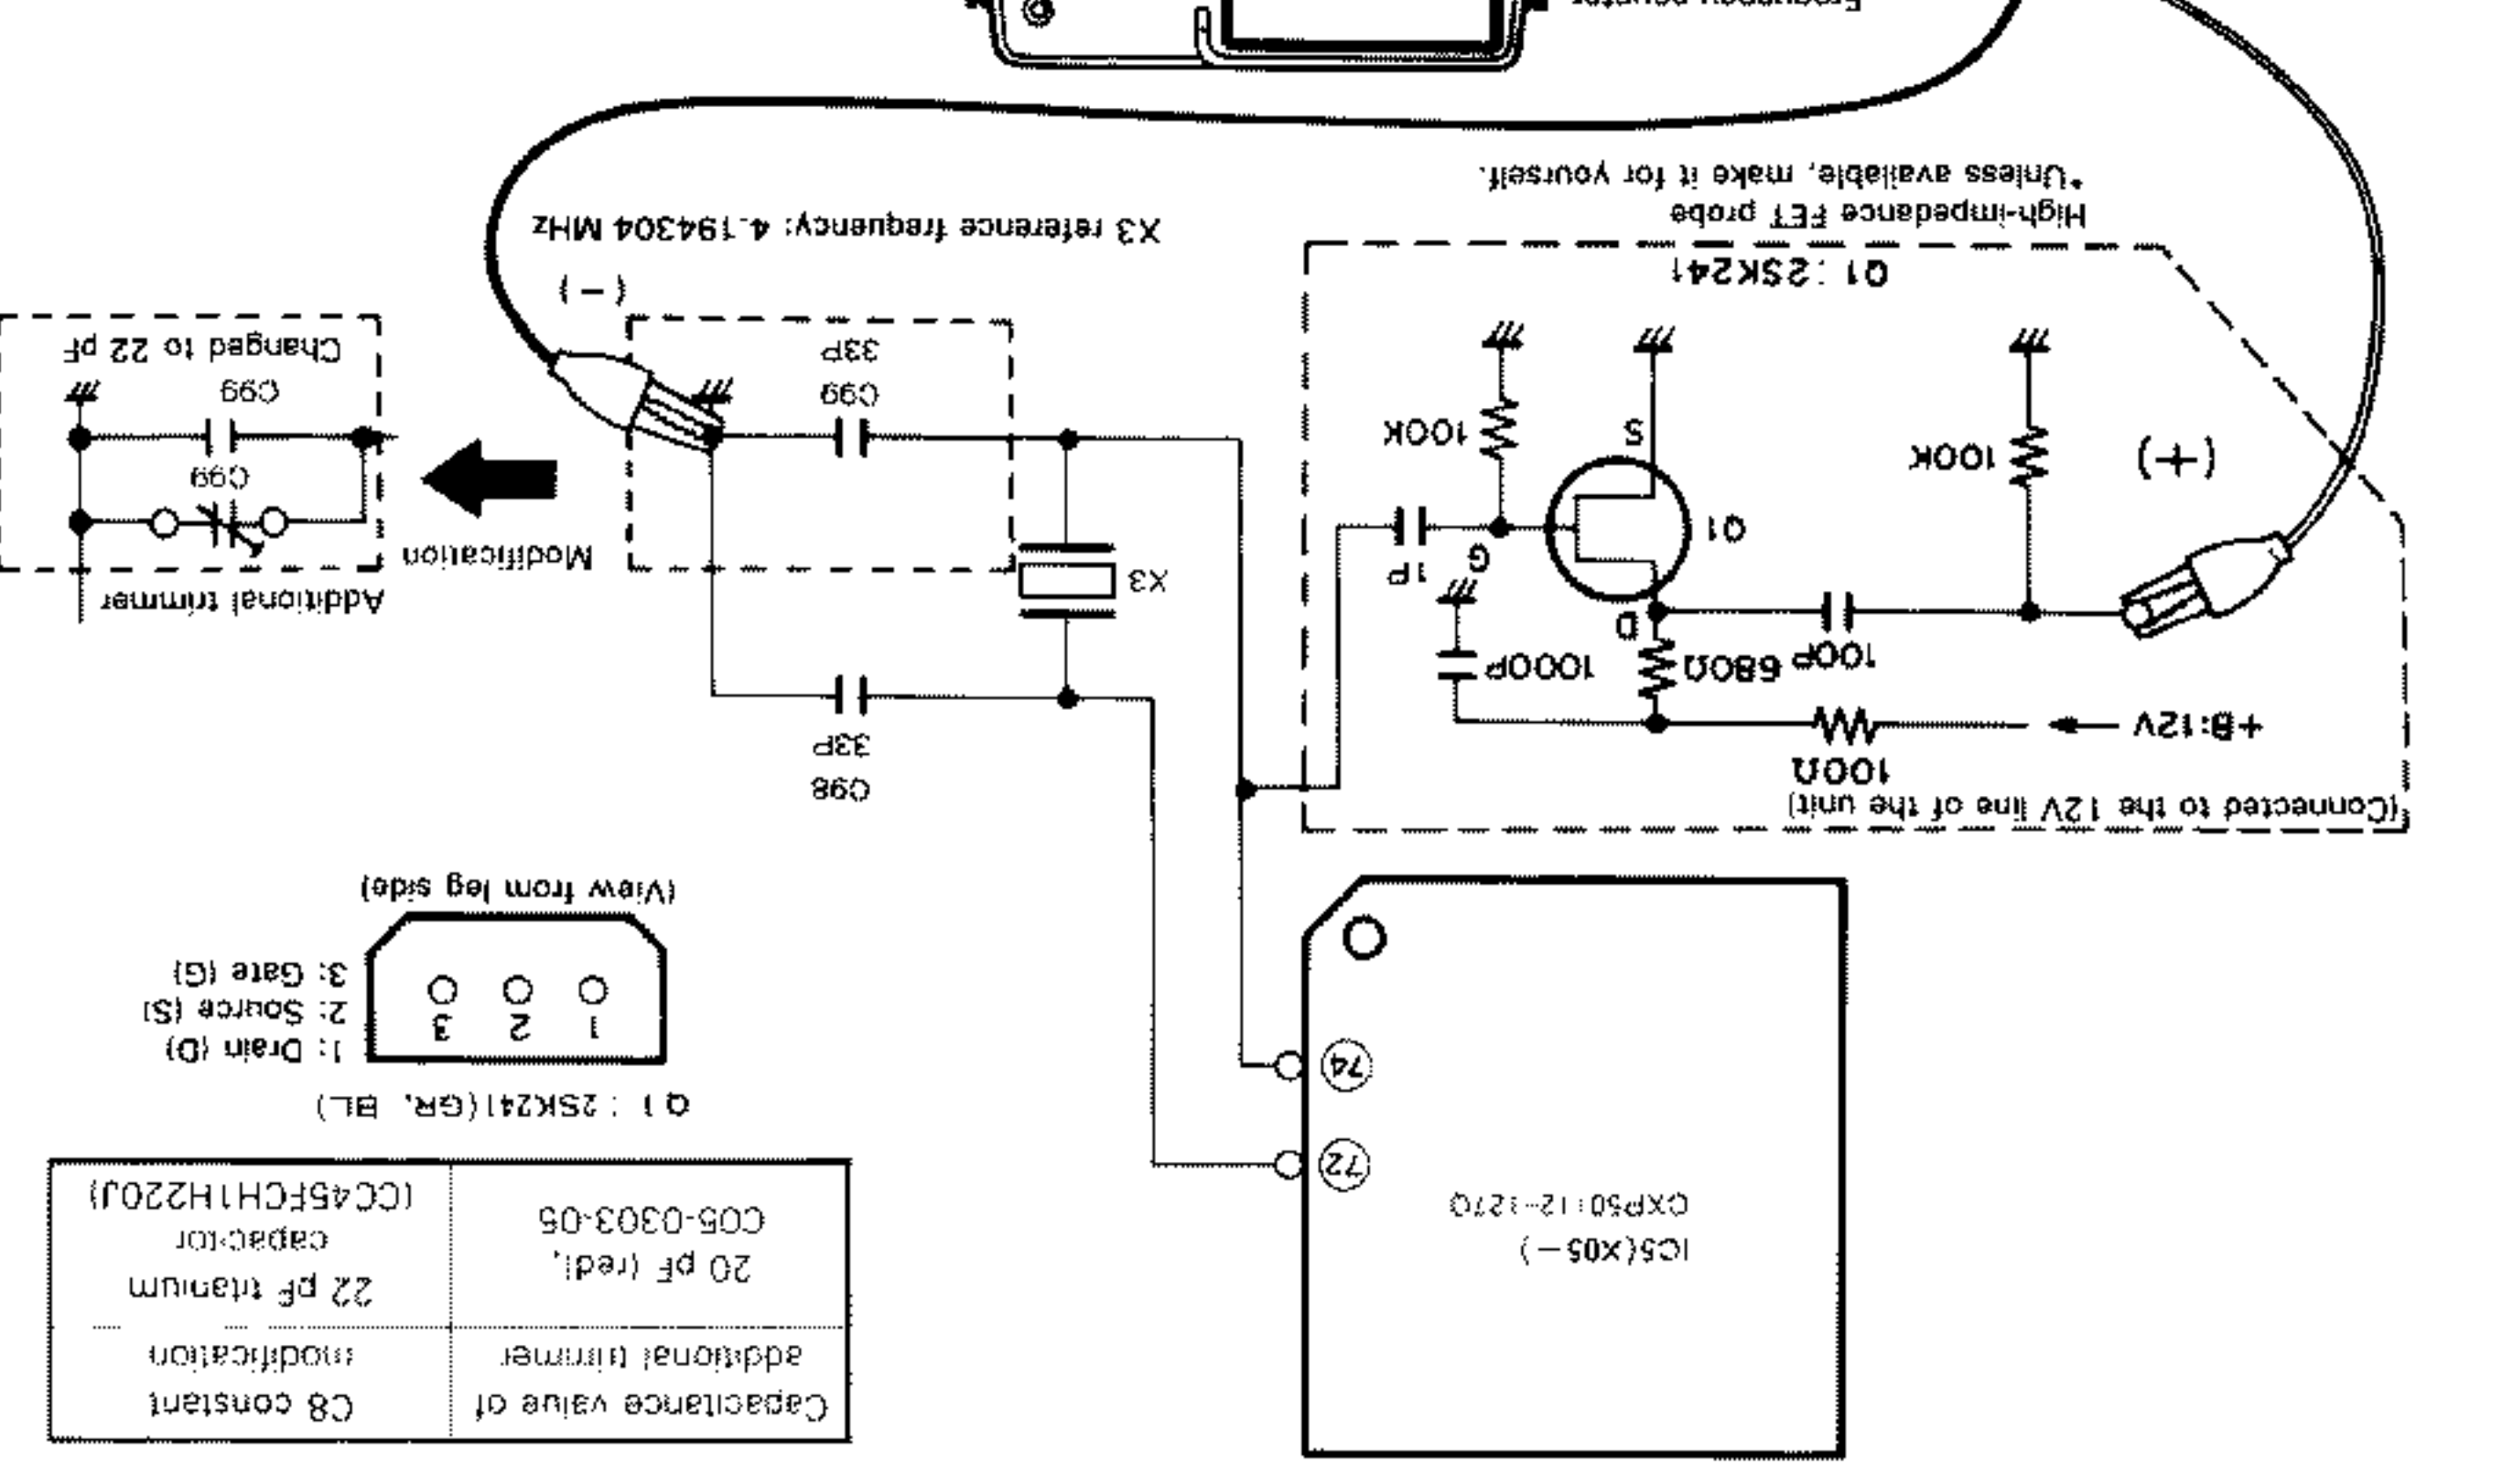 Capacitance value of
additional trimmer
C8 constant
modification
20 pF (red),
C05-0303-05
22 pF titanium
capacitor
(CC45FCH1H220J)
IC5(X05-)
72
74
Q1 : 2SK241(GR, BL)
1: Drain (D)
2: Source (S)
3: Gate (G)
1 2 3
(View from leg side)
(Connected to the 12V line of the unit)
100Ω
+B:12V
C98
33P
680Ω
100P
1000P
D
1P
G
Q1
S
100K
100K
(+)
X3
Additional trimmer
Modification
C99
C99
Changed to 22 pF
C99
33P
(-)
Q1 : 2SK241
High-impedance FET probe
*Unless available, make it for yourself.
X3 reference frequency: 4.194304 MHz